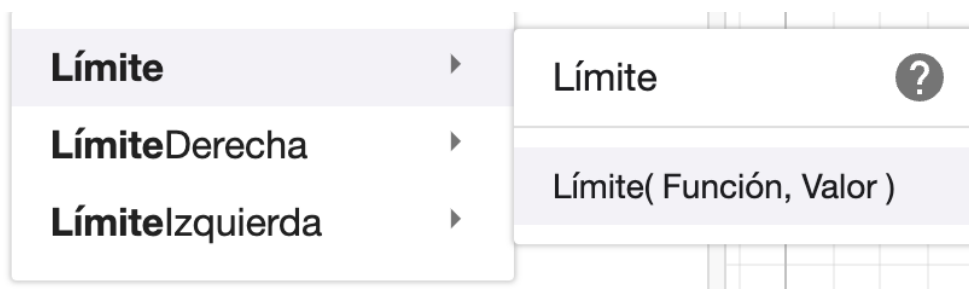 Límite
LímiteDerecha
LímiteIzquierda
Límite
?
Límite( Función, Valor )